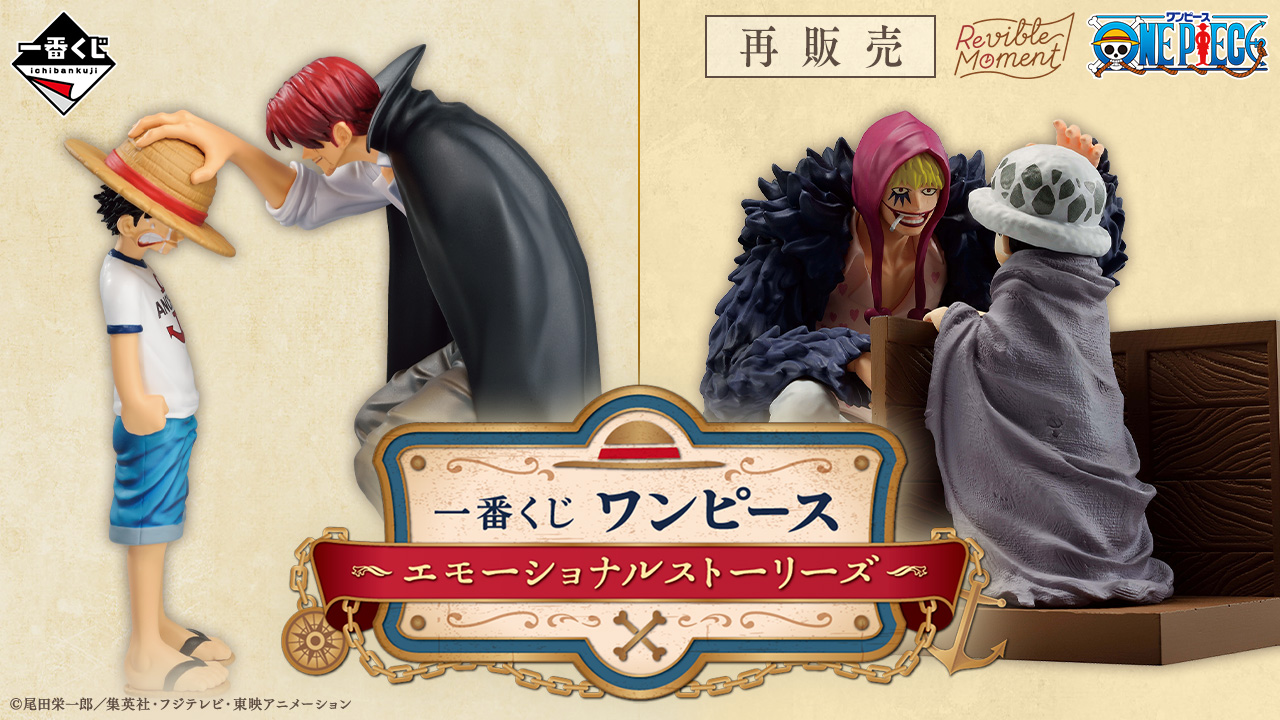 一番くじ
ichibankuji
再販売
Revible
Moment
ワンピース
ONE PIECE
一番くじ ワンピース
エモーショナルストーリーズ
©尾田栄一郎／集英社・フジテレビ・東映アニメーション